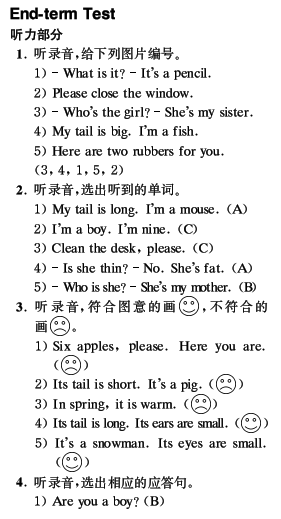 End-term Test
听力部分
1. 听录音,给下列图片编号。
1) - What is it? - It's a pencil.
2) Please close the window.
3) - Who's the girl? - She's my sister.
4) My tail is big. I'm a fish.
5) Here are two rubbers for you.
(3, 4, 1, 5, 2)
2. 听录音,选出听到的单词。
1) My tail is long. I'm a mouse. (A)
2) I'm a boy. I'm nine. (C)
3) Clean the desk, please. (C)
4) - Is she thin? - No. She's fat. (A)
5) - Who is she? - She's my mother. (B)
3. 听录音,符合图意的画☺,不符合的
画☹。
1) Six apples, please. Here you are.
(☹)
2) Its tail is short. It's a pig. (☹)
3) In spring, it is warm. (☹)
4) Its tail is long. Its ears are small. (☺)
5) It's a snowman. Its eyes are small.
(☺)
4. 听录音,选出相应的应答句。
1) Are you a boy? (B)